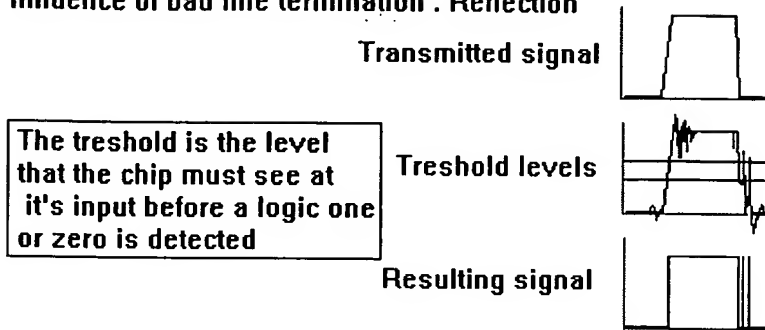 Influence of bad line termination : Reflection
Transmitted signal
The treshold is the level
that the chip must see at
it's input before a logic one
or zero is detected
Treshold levels
Resulting signal